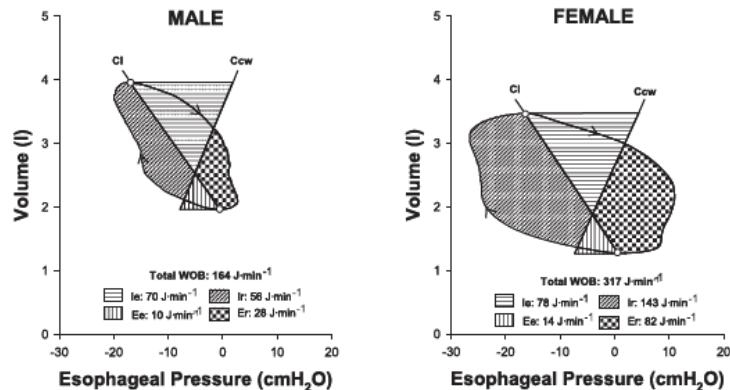 MALE
5
4
3
2
1
0
Volume (l)
Cl
Ccw
Total WOB: 164 J·min⁻¹
Ie: 70 J·min⁻¹
Ir: 56 J·min⁻¹
Ee: 10 J·min⁻¹
Er: 28 J·min⁻¹
-30 -20 -10 0 10 20
Esophageal Pressure (cmH₂O)
FEMALE
5
4
3
2
1
0
Volume (l)
Cl
Ccw
Total WOB: 317 J·min⁻¹
Ie: 78 J·min⁻¹
Ir: 143 J·min⁻¹
Ee: 14 J·min⁻¹
Er: 82 J·min⁻¹
-30 -20 -10 0 10 20
Esophageal Pressure (cmH₂O)